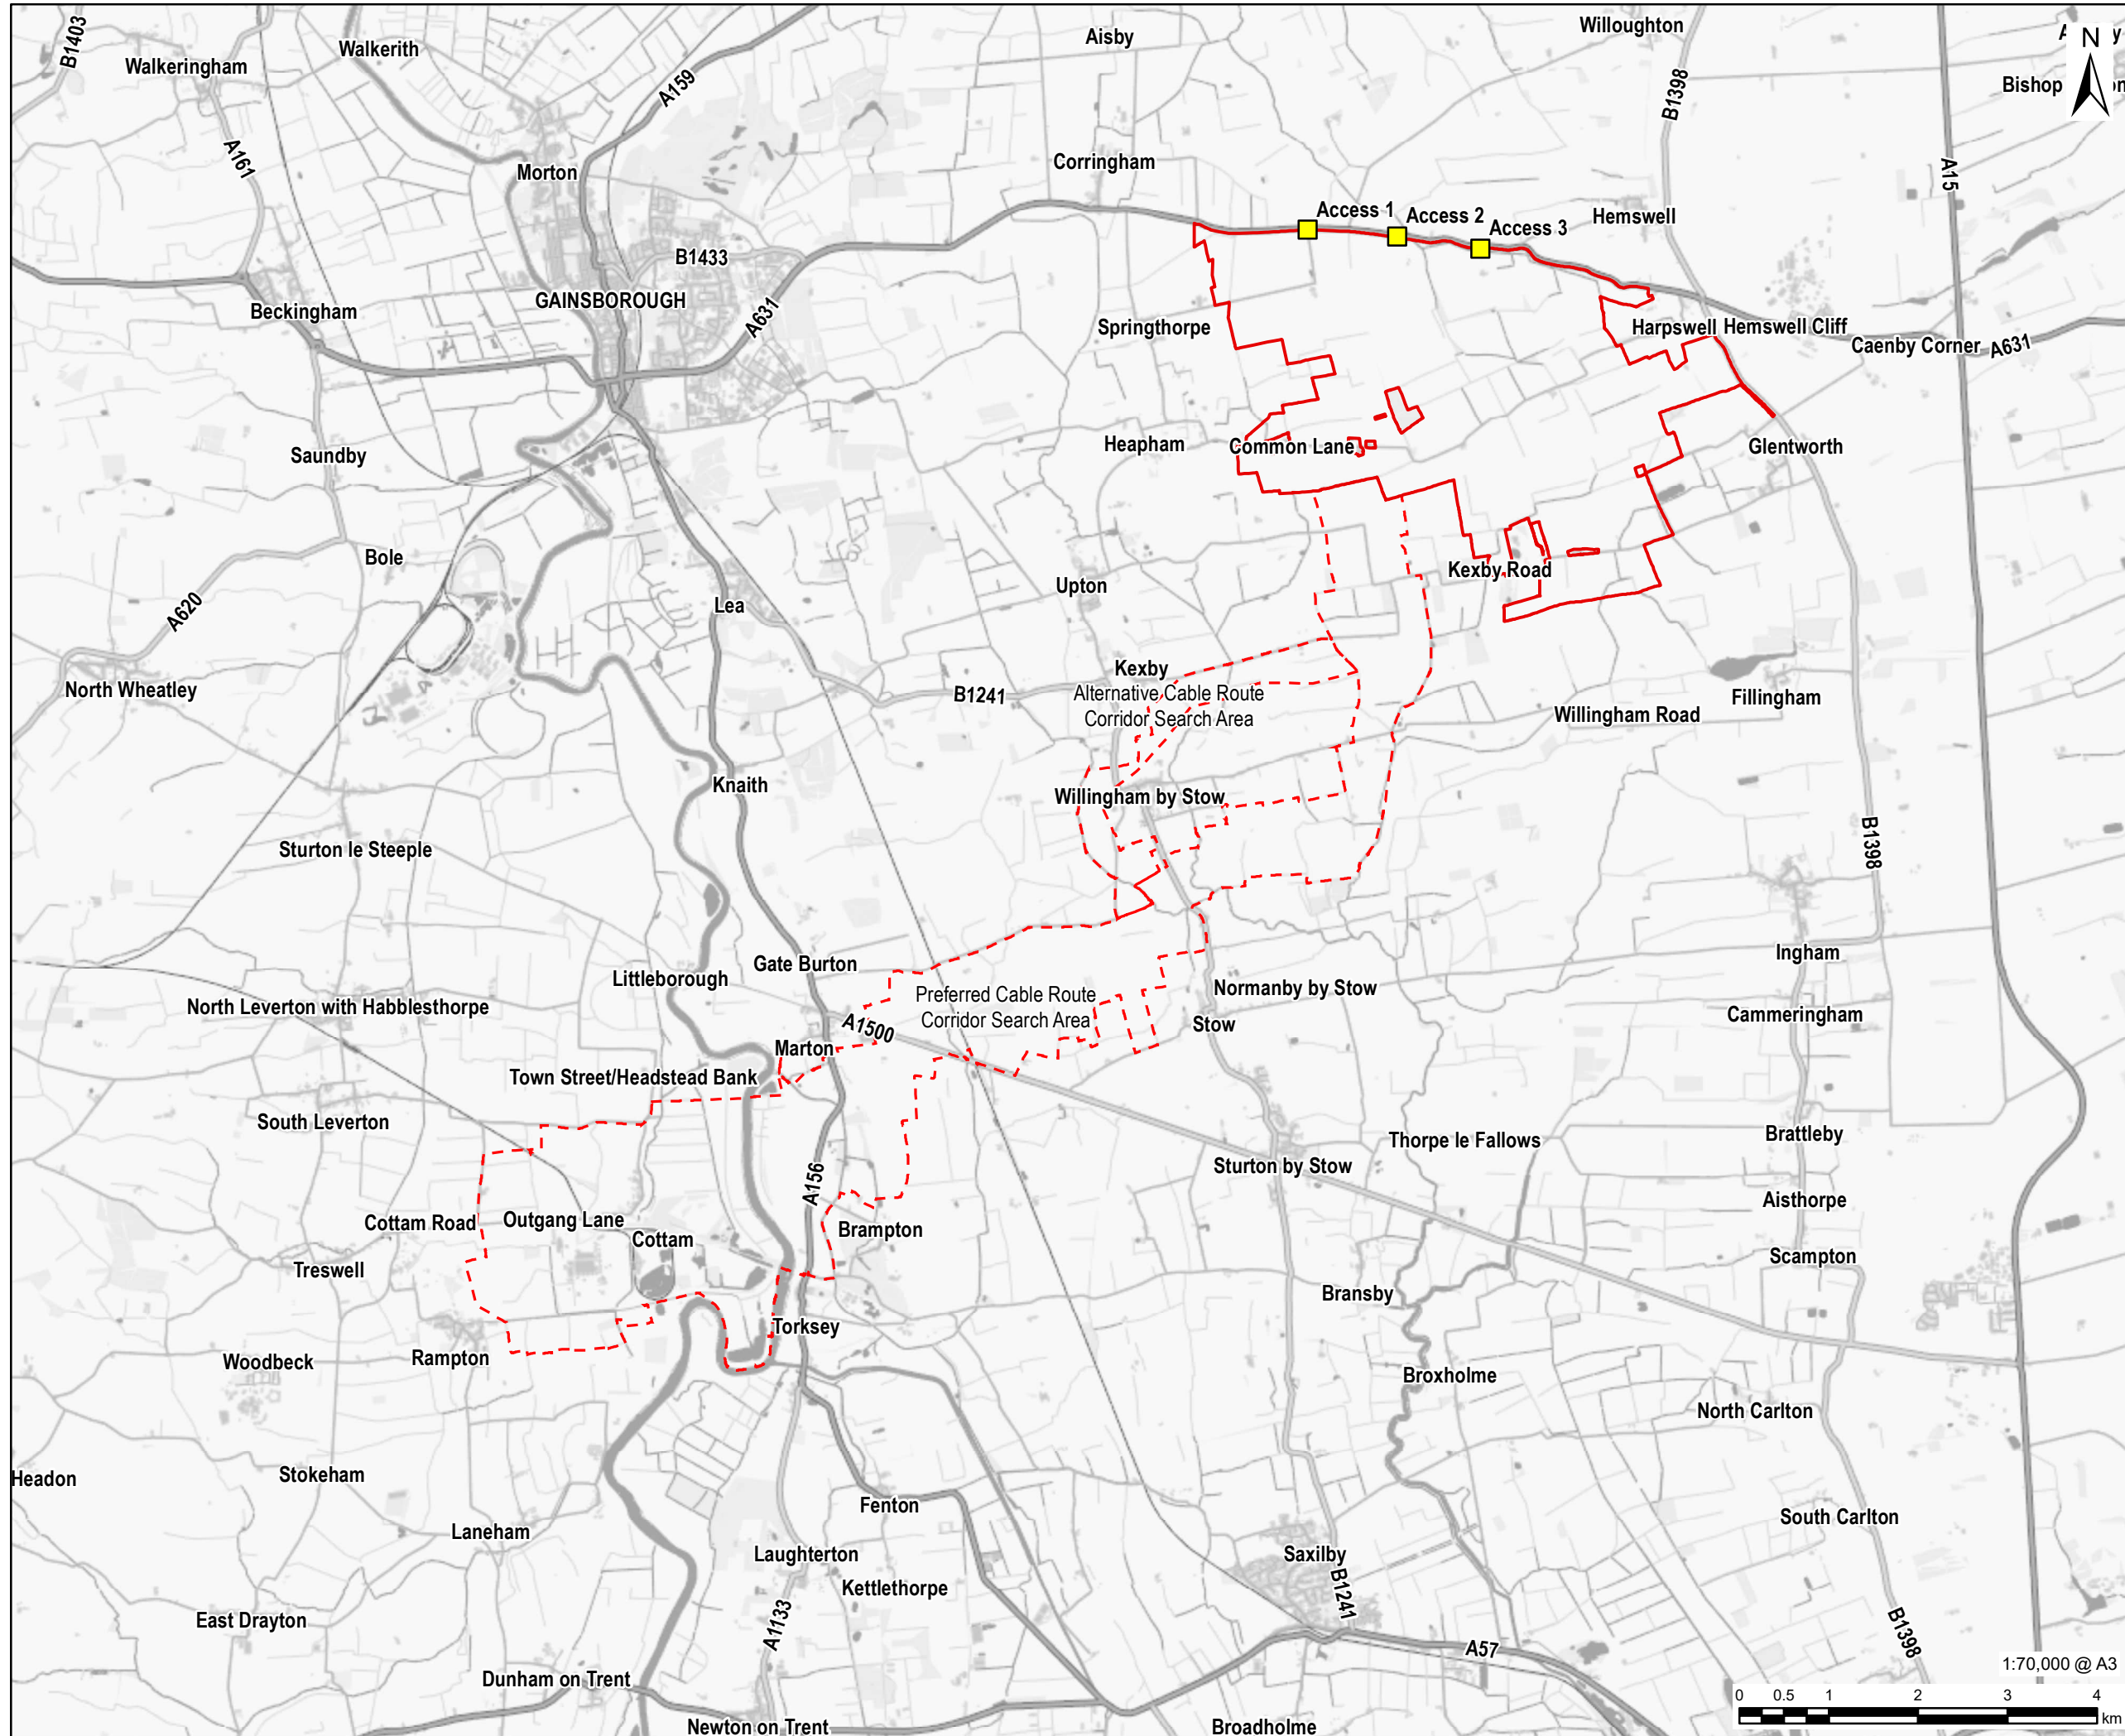 B1403
Walkerith
Aisby
Willoughton
Walkeringham
A159
B1398
N
Bishop
A161
Morton
Corringham
A15
Access 1
Access 2
Access 3
Hemswell
B1433
GAINSBOROUGH
Beckingham
A631
Springthorpe
Harpswell
Hemswell Cliff
Caenby Corner
A631
Saundby
Heapham
Common Lane
Glentworth
Bole
Upton
Kexby Road
A620
Lea
North Wheatley
Kexby
B1241
Alternative Cable Route
Corridor Search Area
Willingham Road
Fillingham
Knaith
Willingham by Stow
Sturton le Steeple
B1398
Gate Burton
Littleborough
Ingham
North Leverton with Habblesthorpe
Preferred Cable Route
Corridor Search Area
Normanby by Stow
Stow
Cammeringham
A1500
Marton
Town Street/Headstead Bank
South Leverton
Thorpe le Fallows
Brattleby
Sturton by Stow
A156
Aisthorpe
Cottam Road
Outgang Lane
Brampton
Cottam
Treswell
Scampton
Bransby
Torksey
Woodbeck
Rampton
Broxholme
North Carlton
Headon
Stokeham
Fenton
Laneham
South Carlton
Laughterton
Saxilby
Kettlethorpe
B1241
East Drayton
A1133
B1398
A57
Dunham on Trent
1:70,000 @ A3
Newton on Trent
Broadholme
0 0.5 1 2 3 4
km